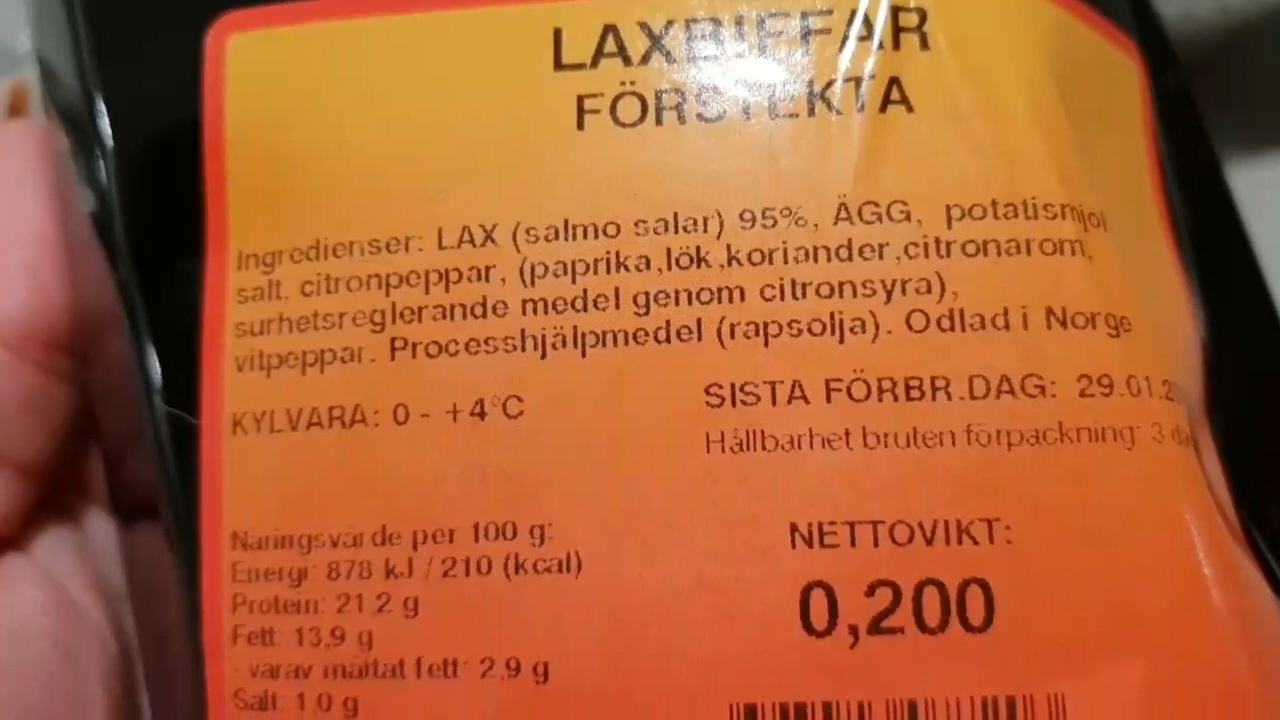 LAXBIFFAR
FÖRSTEKTA
Ingredienser: LAX (salmo salar) 95%, ÄGG, potatismjöl
salt, citronpeppar, (paprika,lök,koriander,citronarom,
surhetsreglerande medel genom citronsyra),
vitpeppar. Processhjälpmedel (rapsolja). Odlad i Norge
KYLVARA: 0 - +4°C
SISTA FÖRBR.DAG: 29.01.2
Hållbarhet bruten förpackning: 3
Näringsvärde per 100 g:
Energi: 878 kJ / 210 (kcal)
Protein: 21,2 g
Fett: 13,9 g
- varav mättat fett: 2,9 g
Salt: 1,0 g
NETTOVIKT:
0,200